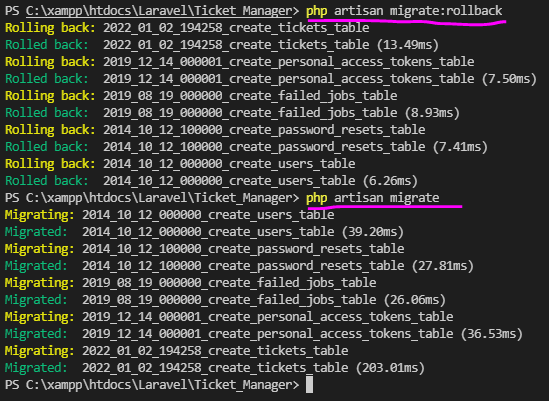 PS C:\xampp\htdocs\Laravel\Ticket_Manager> php artisan migrate:rollback
Rolling back: 2022_01_02_194258_create_tickets_table
Rolled back:  2022_01_02_194258_create_tickets_table (13.49ms)
Rolling back: 2019_12_14_000001_create_personal_access_tokens_table
Rolled back:  2019_12_14_000001_create_personal_access_tokens_table (7.50ms)
Rolling back: 2019_08_19_000000_create_failed_jobs_table
Rolled back:  2019_08_19_000000_create_failed_jobs_table (8.93ms)
Rolling back: 2014_10_12_100000_create_password_resets_table
Rolled back:  2014_10_12_100000_create_password_resets_table (7.41ms)
Rolling back: 2014_10_12_000000_create_users_table
Rolled back:  2014_10_12_000000_create_users_table (6.26ms)
PS C:\xampp\htdocs\Laravel\Ticket_Manager> php artisan migrate
Migrating: 2014_10_12_000000_create_users_table
Migrated:  2014_10_12_000000_create_users_table (39.20ms)
Migrating: 2014_10_12_100000_create_password_resets_table
Migrated:  2014_10_12_100000_create_password_resets_table (27.81ms)
Migrating: 2019_08_19_000000_create_failed_jobs_table
Migrated:  2019_08_19_000000_create_failed_jobs_table (26.06ms)
Migrating: 2019_12_14_000001_create_personal_access_tokens_table
Migrated:  2019_12_14_000001_create_personal_access_tokens_table (36.53ms)
Migrating: 2022_01_02_194258_create_tickets_table
Migrated:  2022_01_02_194258_create_tickets_table (203.01ms)
PS C:\xampp\htdocs\Laravel\Ticket_Manager>